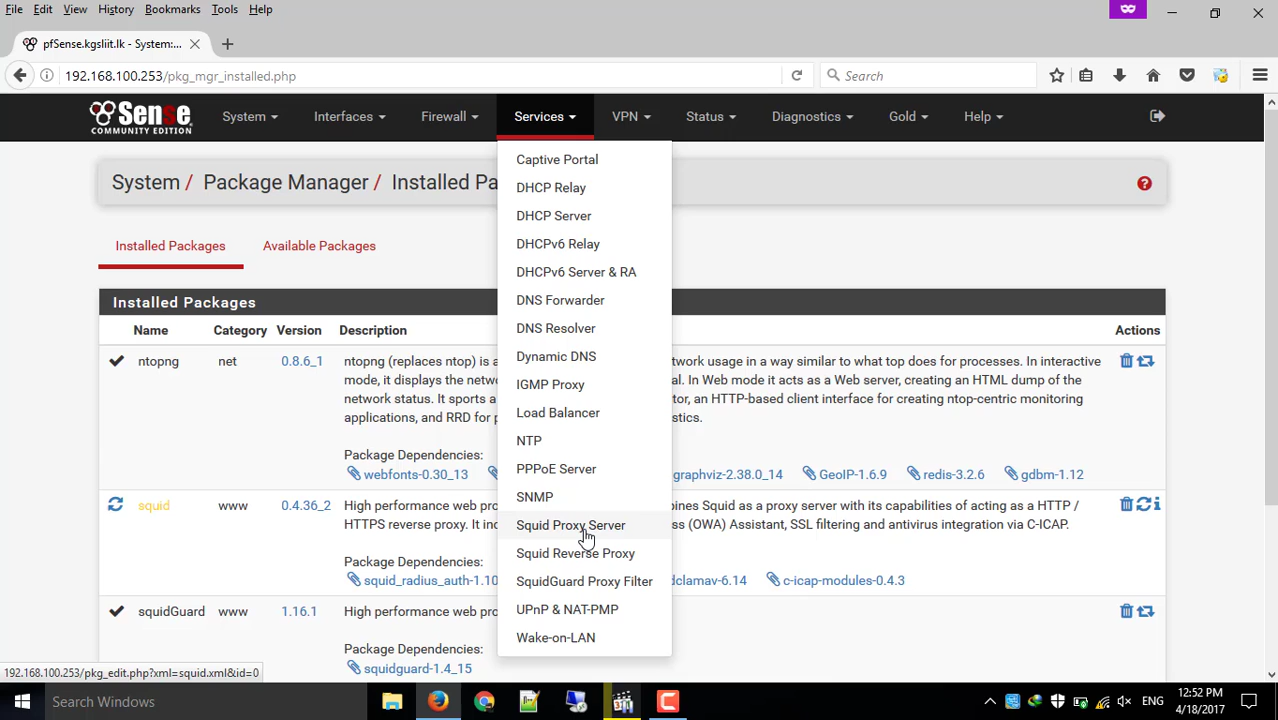 File Edit View History Bookmarks Tools Help
pfSense.kgsliit.lk - System:...
192.168.100.253/pkg_mgr_installed.php
Search
Sense
COMMUNITY EDITION
System Interfaces Firewall Services VPN Status Diagnostics Gold Help
System / Package Manager / Installed Pa
Installed Packages Available Packages
Captive Portal
DHCP Relay
DHCP Server
DHCPv6 Relay
DHCPv6 Server & RA
DNS Forwarder
DNS Resolver
Dynamic DNS
IGMP Proxy
Load Balancer
NTP
PPPoE Server
SNMP
Squid Proxy Server
Squid Reverse Proxy
SquidGuard Proxy Filter
UPnP & NAT-PMP
Wake-on-LAN
Installed Packages
Name Category Version Description Actions
ntopng net 0.8.6_1 ntopng (replaces ntop) is a work usage in a way similar to what top does for processes. In interactive
mode, it displays the netw al. In Web mode it acts as a Web server, creating an HTML dump of the
network status. It sports a tor, an HTTP-based client interface for creating ntop-centric monitoring
applications, and RRD for p stics.
Package Dependencies:
webfonts-0.30_13 graphviz-2.38.0_14 GeoIP-1.6.9 redis-3.2.6 gdbm-1.12
squid www 0.4.36_2 High performance web pro bines Squid as a proxy server with its capabilities of acting as a HTTP /
HTTPS reverse proxy. It inc ss (OWA) Assistant, SSL filtering and antivirus integration via C-ICAP.
Package Dependencies:
squid_radius_auth-1.10 dclamav-6.14 c-icap-modules-0.4.3
squidGuard www 1.16.1 High performance web pro
Package Dependencies:
squidguard-1.4_15
192.168.100.253/pkg_edit.php?xml=squid.xml&id=0
Search Windows
ENG
12:52 PM
4/18/2017